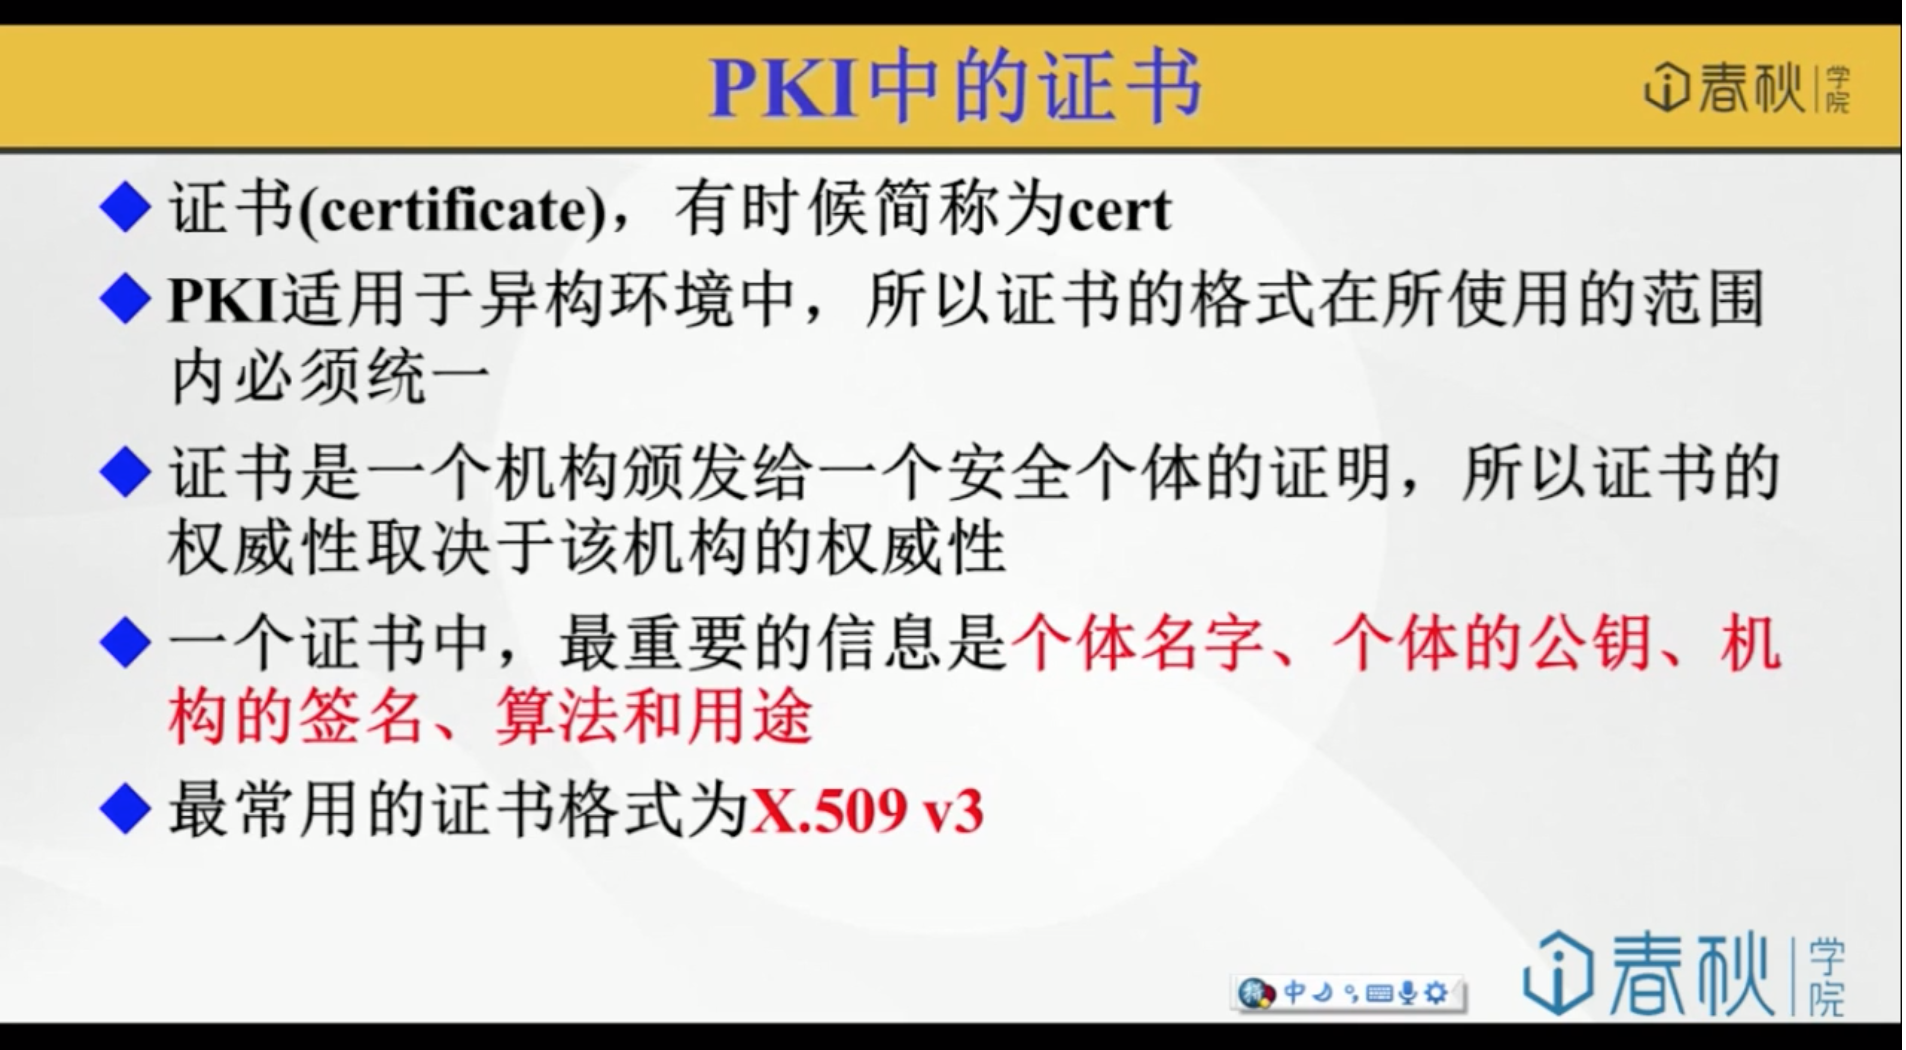 PKI中的证书
春秋学院
证书(certificate)，有时候简称为cert
PKI适用于异构环境中，所以证书的格式在所使用的范围
内必须统一
证书是一个机构颁发给一个安全个体的证明，所以证书的
权威性取决于该机构的权威性
一个证书中，最重要的信息是个体名字、个体的公钥、机
构的签名、算法和用途
最常用的证书格式为X.509 v3
中
春秋学院